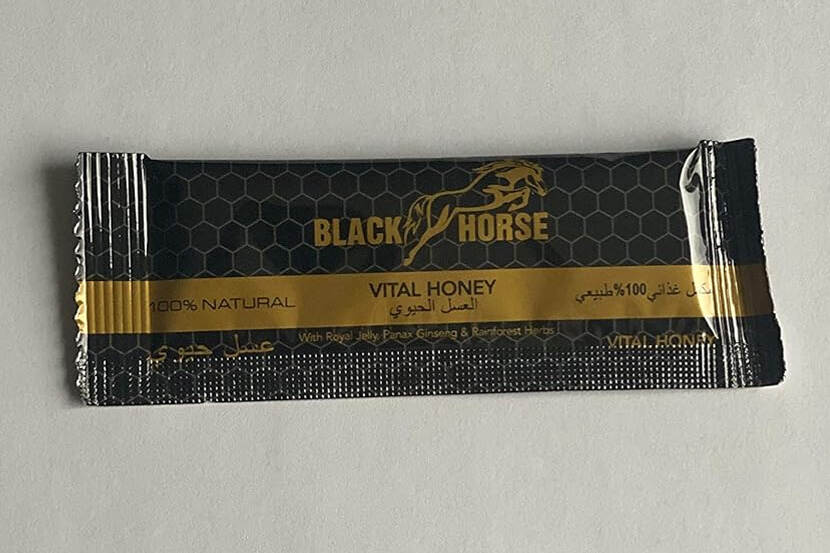 BLACK HORSE
VITAL HONEY
100% NATURAL
العسل الحيوي
مكمل غذائي 100% طبيعي
With Royal Jelly, Panax Ginseng & Rainforest Herbs
عسل حيوي
VITAL HONEY